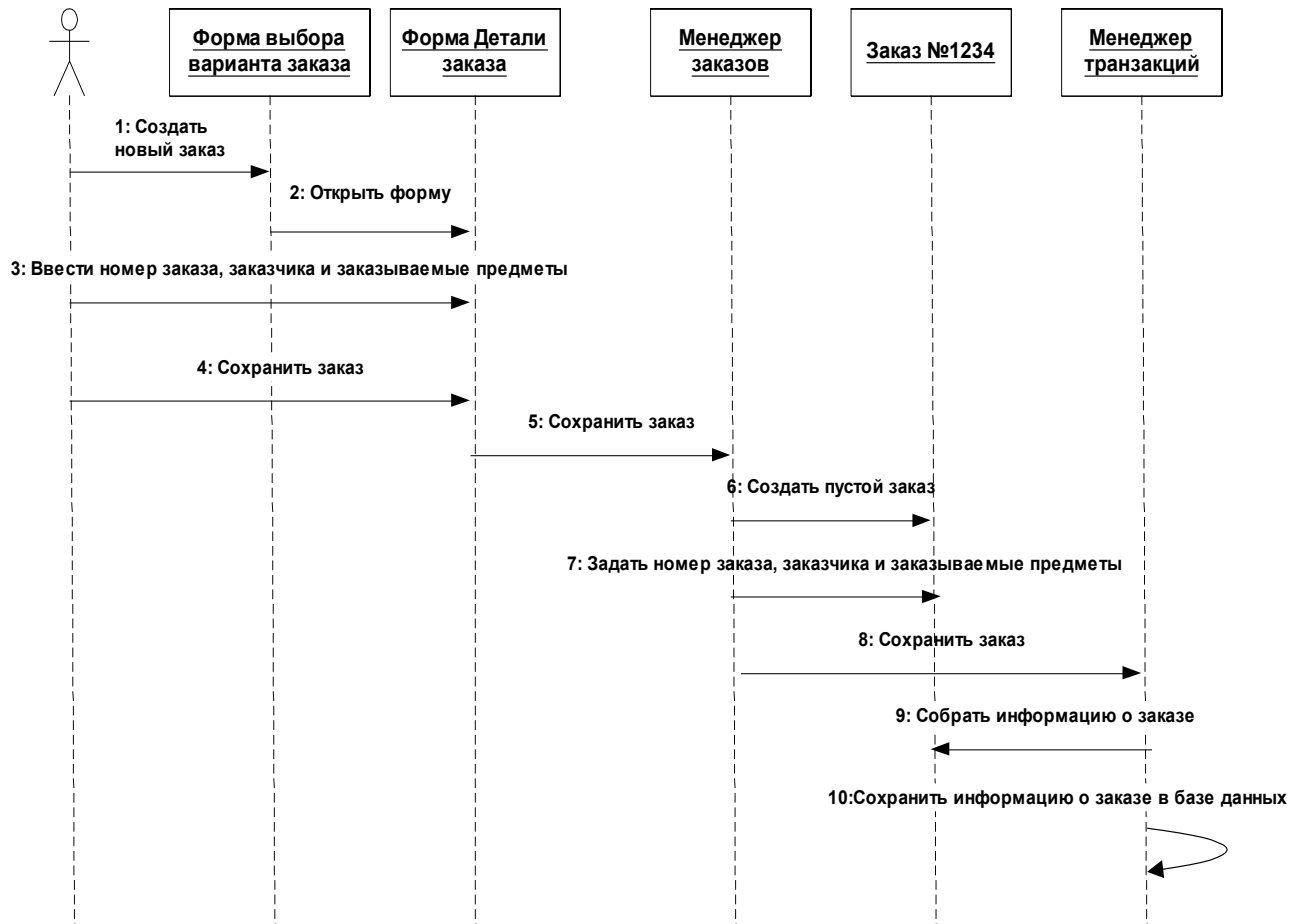 Форма выбора
варианта заказа
Форма Детали
заказа
Менеджер
заказов
Заказ №1234
Менеджер
транзакций
1: Создать
новый заказ
2: Открыть форму
3: Ввести номер заказа, заказчика и заказываемые предметы
4: Сохранить заказ
5: Сохранить заказ
6: Создать пустой заказ
7: Задать номер заказа, заказчика и заказываемые предметы
8: Сохранить заказ
9: Собрать информацию о заказе
10:Сохранить информацию о заказе в базе данных